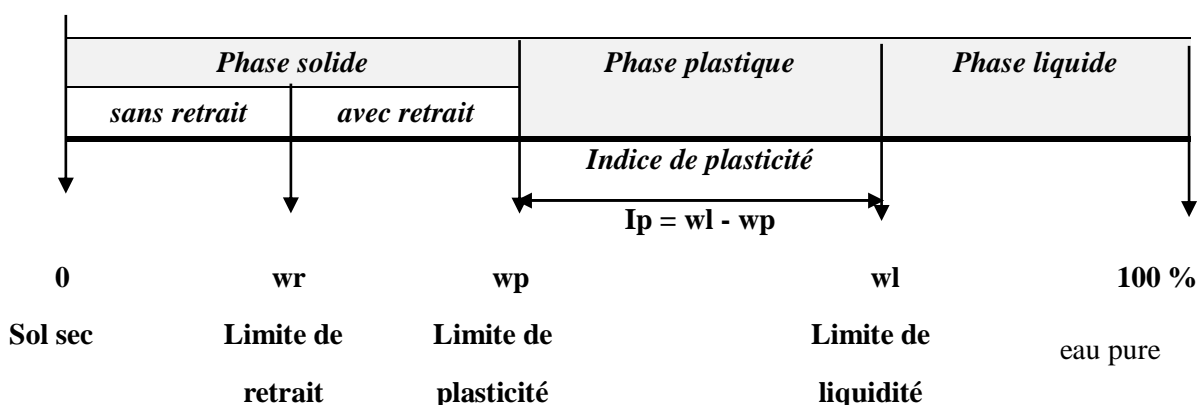 Phase solide Phase plastique Phase liquide
sans retrait avec retrait
Indice de plasticité
Ip = wl - wp
0 wr wp wl 100 %
Sol sec Limite de Limite de Limite de eau pure
retrait plasticité liquidité